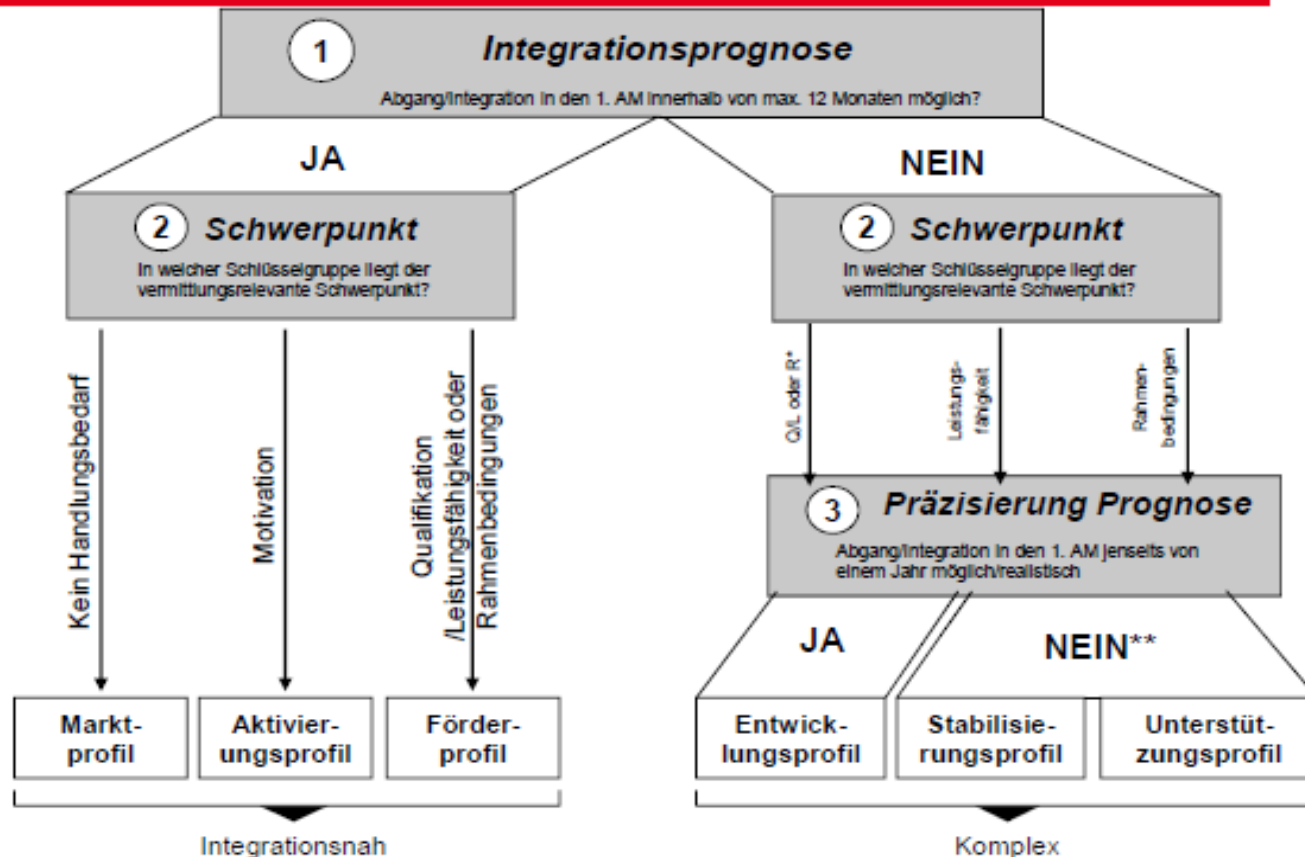 1
Integrationsprognose
Abgang/Integration in den 1. AM innerhalb von max. 12 Monaten möglich?
JA
NEIN
2 Schwerpunkt
In welcher Schlüsselgruppe liegt der
vermittlungsrelevante Schwerpunkt?
2 Schwerpunkt
In welcher Schlüsselgruppe liegt der
vermittlungsrelevante Schwerpunkt?
Kein Handlungsbedarf
Motivation
Qualifikation
/Leistungsfähigkeit oder
Rahmenbedingungen
Q/L oder R*
Leistungs-
fähigkeit
Rahmen-
bedingungen
3 Präzisierung Prognose
Abgang/Integration in den 1. AM jenseits von
einem Jahr möglich/realistisch
JA
NEIN**
Markt-
profil
Aktivier-
ungsprofil
Förder-
profil
Entwick-
lungsprofil
Stabilisie-
rungsprofil
Unterstüt-
zungsprofil
Integrationsnah
Komplex